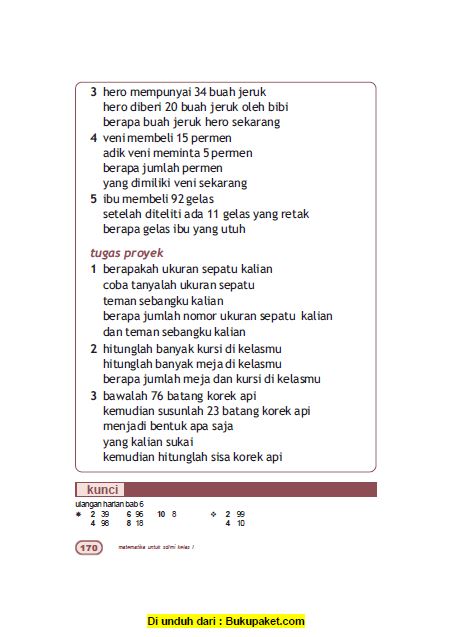 3 hero mempunyai 34 buah jeruk
hero diberi 20 buah jeruk oleh bibi
berapa buah jeruk hero sekarang
4 veni membeli 15 permen
adik veni meminta 5 permen
berapa jumlah permen
yang dimiliki veni sekarang
5 ibu membeli 92 gelas
setelah diteliti ada 11 gelas yang retak
berapa gelas ibu yang utuh
tugas proyek
1 berapakah ukuran sepatu kalian
coba tanyalah ukuran sepatu
teman sebangku kalian
berapa jumlah nomor ukuran sepatu kalian
dan teman sebangku kalian
2 hitunglah banyak kursi di kelasmu
hitunglah banyak meja di kelasmu
berapa jumlah meja dan kursi di kelasmu
3 bawalah 76 batang korek api
kemudian susunlah 23 batang korek api
menjadi bentuk apa saja
yang kalian sukai
kemudian hitunglah sisa korek api
kunci
ulangan harian bab 6
2 39 6 96 10 8 2 99
4 98 8 18 4 10
170 matematika untuk sd/mi kelas I
Di unduh dari : Bukupaket.com